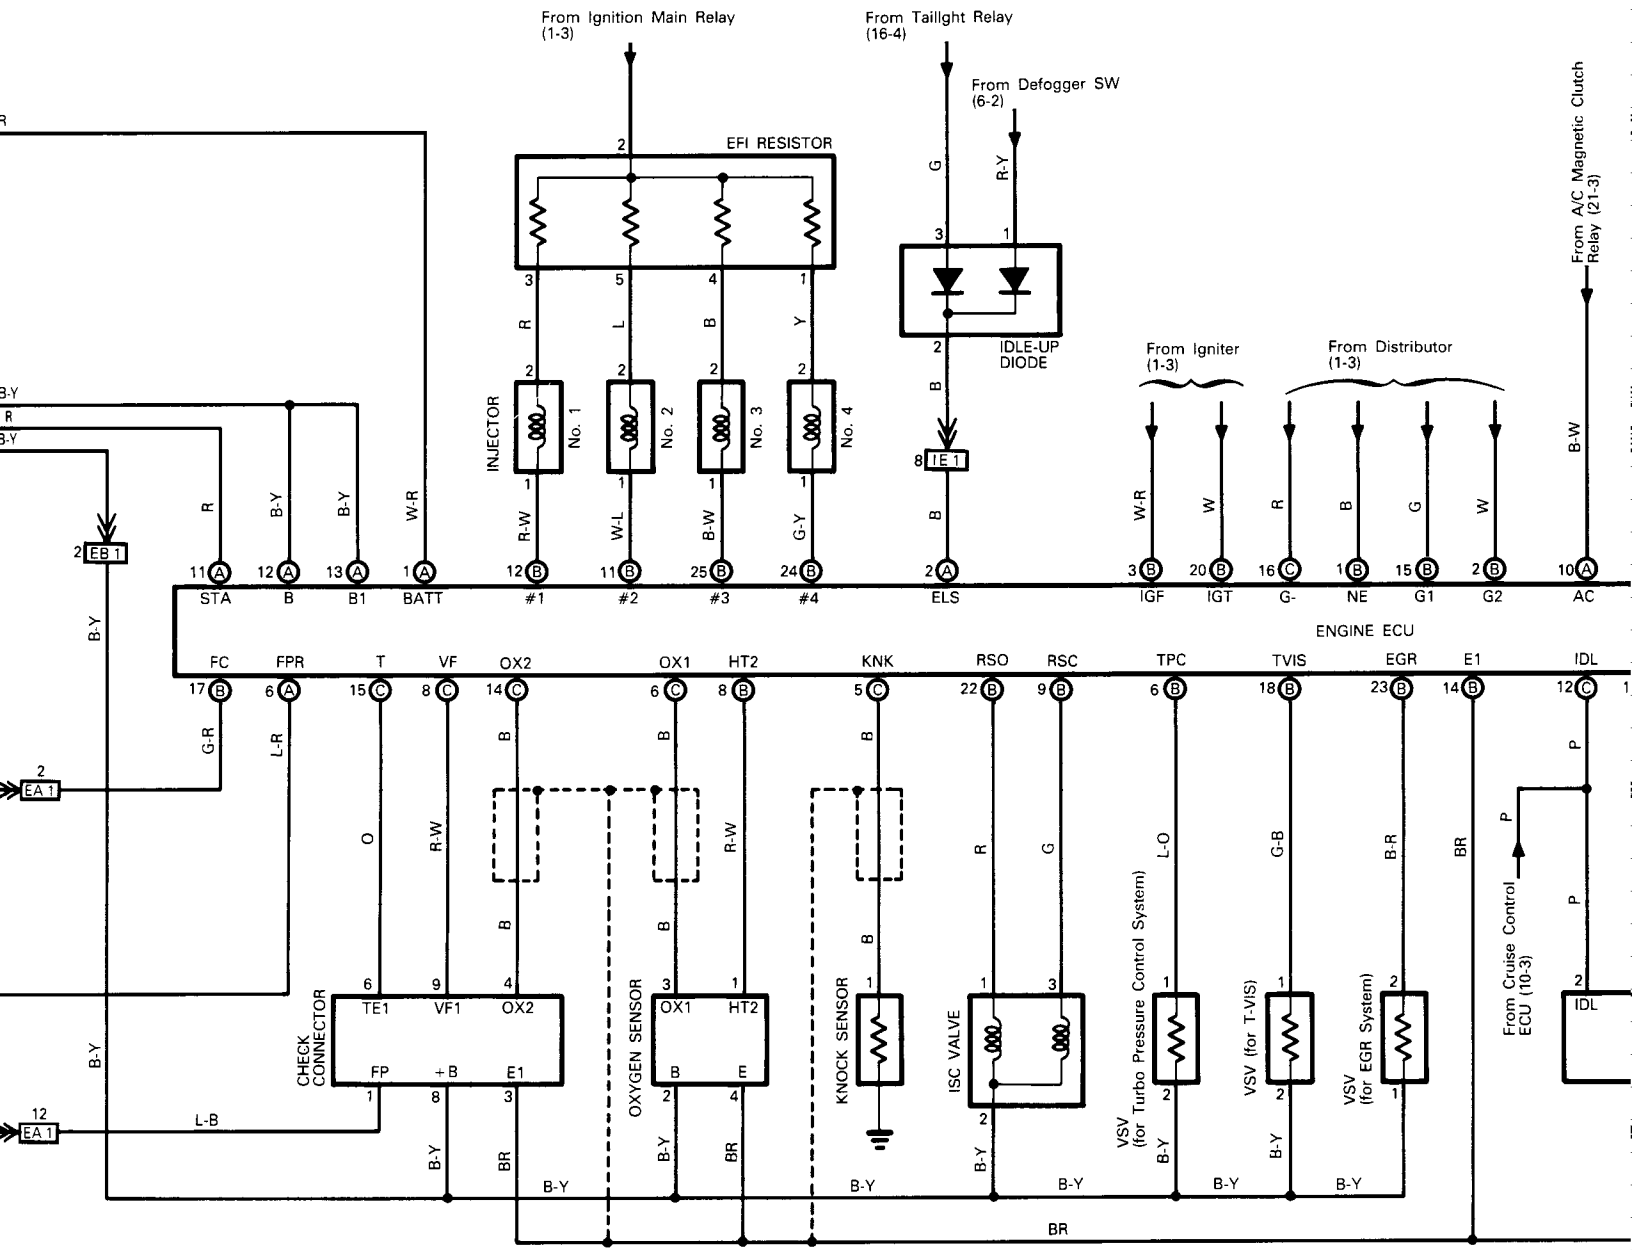 From Ignition Main Relay
(1-3)
From Taillght Relay
(16-4)
From Defogger SW
(6-2)
From A/C Magnetic Clutch
Relay (21-3)
R
2
EFI RESISTOR
G
R-Y
3
1
3
5
4
1
R
L
B
Y
2
IDLE-UP
DIODE
From Igniter
(1-3)
From Distributor
(1-3)
2
2
2
2
B
B-Y
R
B-Y
INJECTOR
No. 1
No. 2
No. 3
No. 4
B-W
8
IE1
1
1
1
1
R
B-Y
B-Y
W-R
R-W
W-L
B-W
G-Y
B
W-R
W
R
B
G
W
2
EB1
11
A
12
A
13
A
1
A
12
B
11
B
25
B
24
B
2
A
3
B
20
B
16
C
1
B
15
B
2
B
10
A
STA
B
B1
BATT
#1
#2
#3
#4
ELS
IGF
IGT
G-
NE
G1
G2
AC
B-Y
ENGINE ECU
FC
FPR
T
VF
OX2
OX1
HT2
KNK
RSO
RSC
TPC
TVIS
EGR
E1
IDL
17
B
6
A
15
C
8
C
14
C
6
C
8
B
5
C
22
B
9
B
6
B
18
B
23
B
14
B
12
C
1
G-R
L-R
B
B
B
P
2
EA1
O
R-W
R-W
R
G
L-O
G-B
B-R
BR
P
B
B
B
P
From Cruise Control
ECU (10-3)
6
9
4
3
1
1
1
3
1
1
2
2
TE1
VF1
OX2
OX1
HT2
IDL
CHECK
CONNECTOR
OXYGEN SENSOR
KNOCK SENSOR
ISC VALVE
VSV
(for Turbo Pressure Control System)
VSV (for T-VIS)
VSV
(for EGR System)
B-Y
FP
+B
E1
B
E
1
8
3
2
4
2
2
2
1
12
EA1
L-B
B-Y
BR
B-Y
BR
B-Y
B-Y
B-Y
B-Y
B-Y
B-Y
B-Y
B-Y
BR